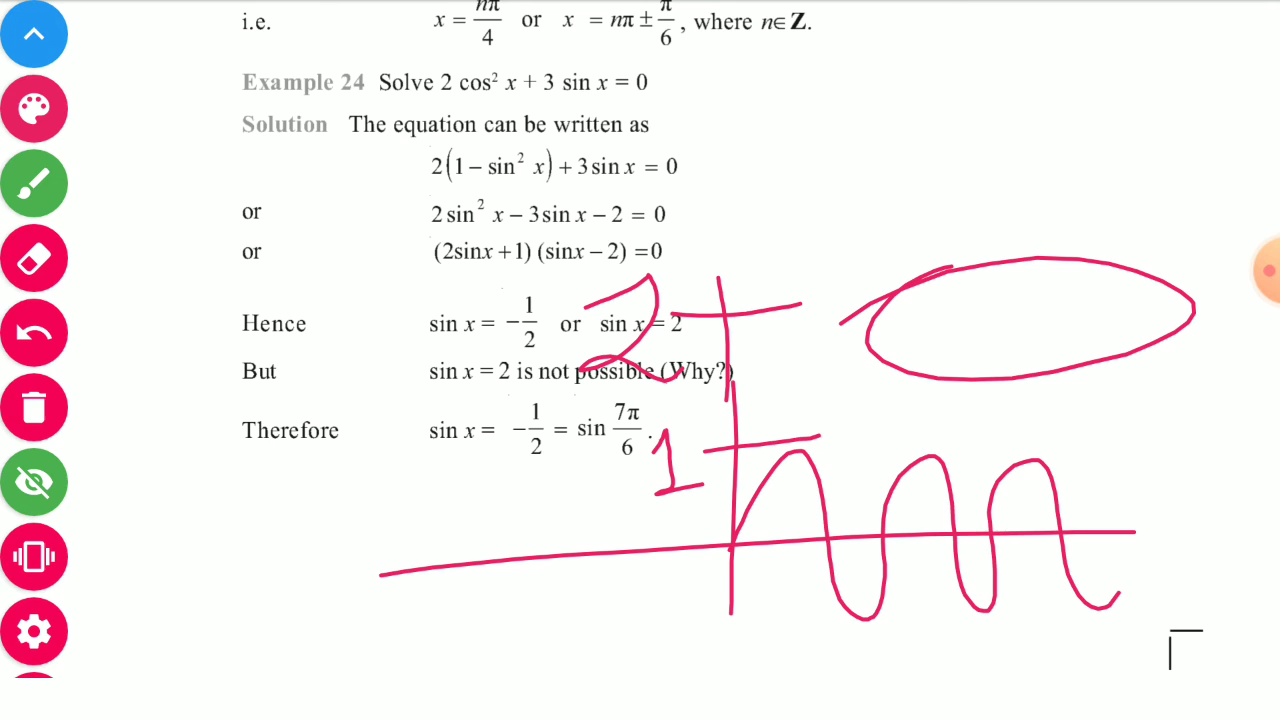 i.e. x = nπ/4 or x = nπ ± π/6, where n∈Z.
Example 24 Solve 2 cos² x + 3 sin x = 0
Solution The equation can be written as
2(1 – sin² x) + 3 sin x = 0
or 2 sin² x – 3 sin x – 2 = 0
or (2sinx +1) (sinx – 2) =0
2
Hence sin x = –1/2 or sin x = 2
But sin x = 2 is not possible (Why?)
Therefore sin x = –1/2 = sin 7π/6.
1